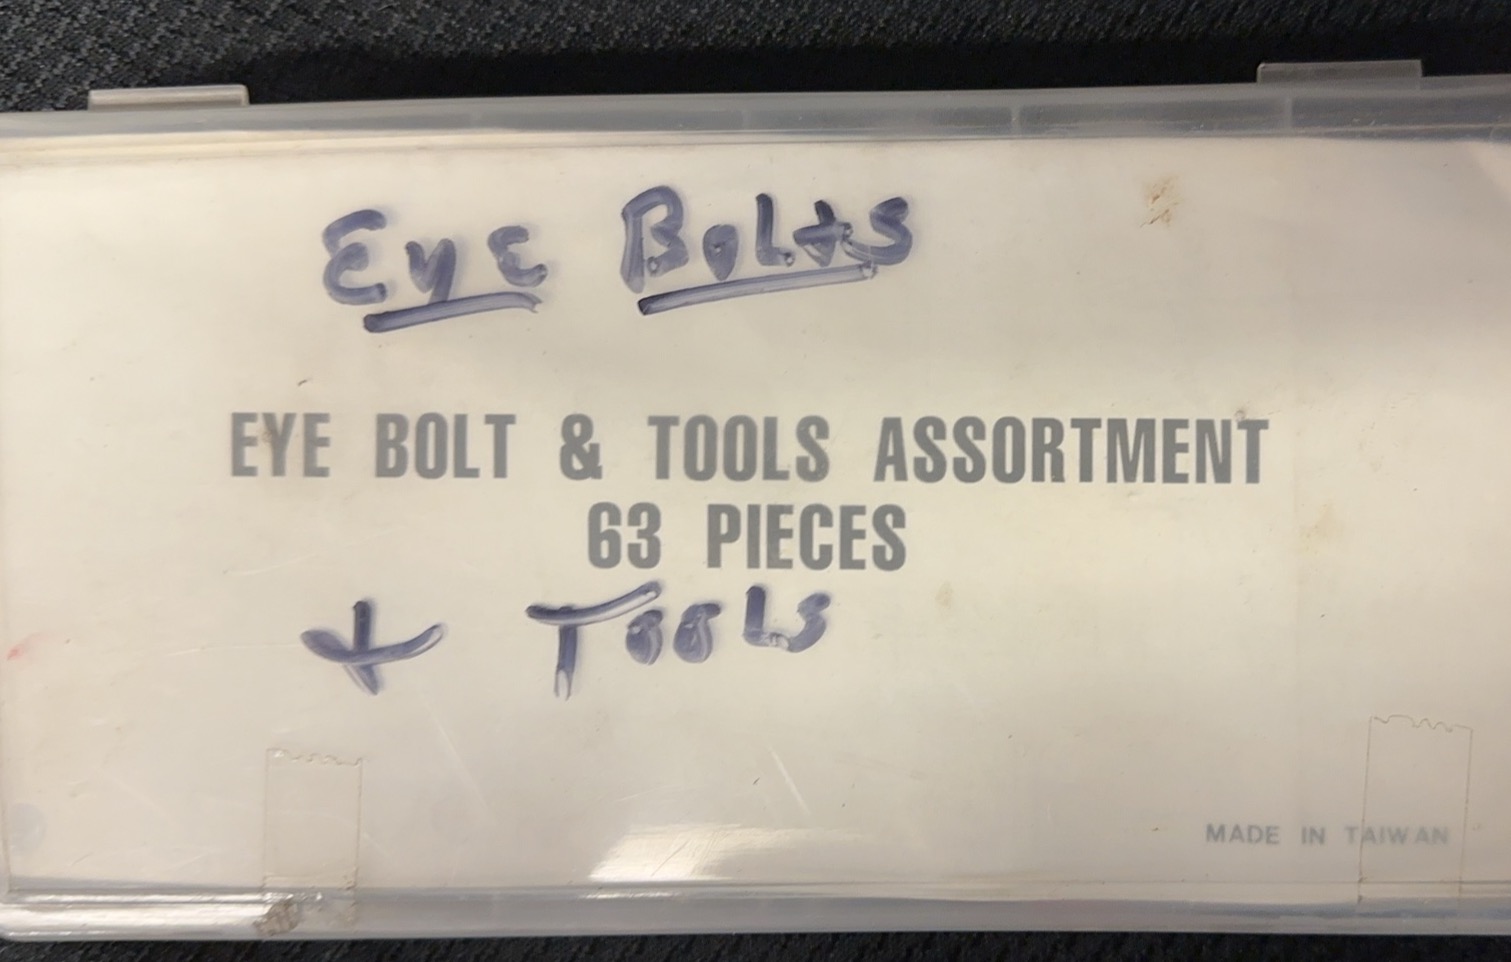 Eye Bolts
EYE BOLT & TOOLS ASSORTMENT
63 PIECES
+ Tools
MADE IN TAIWAN